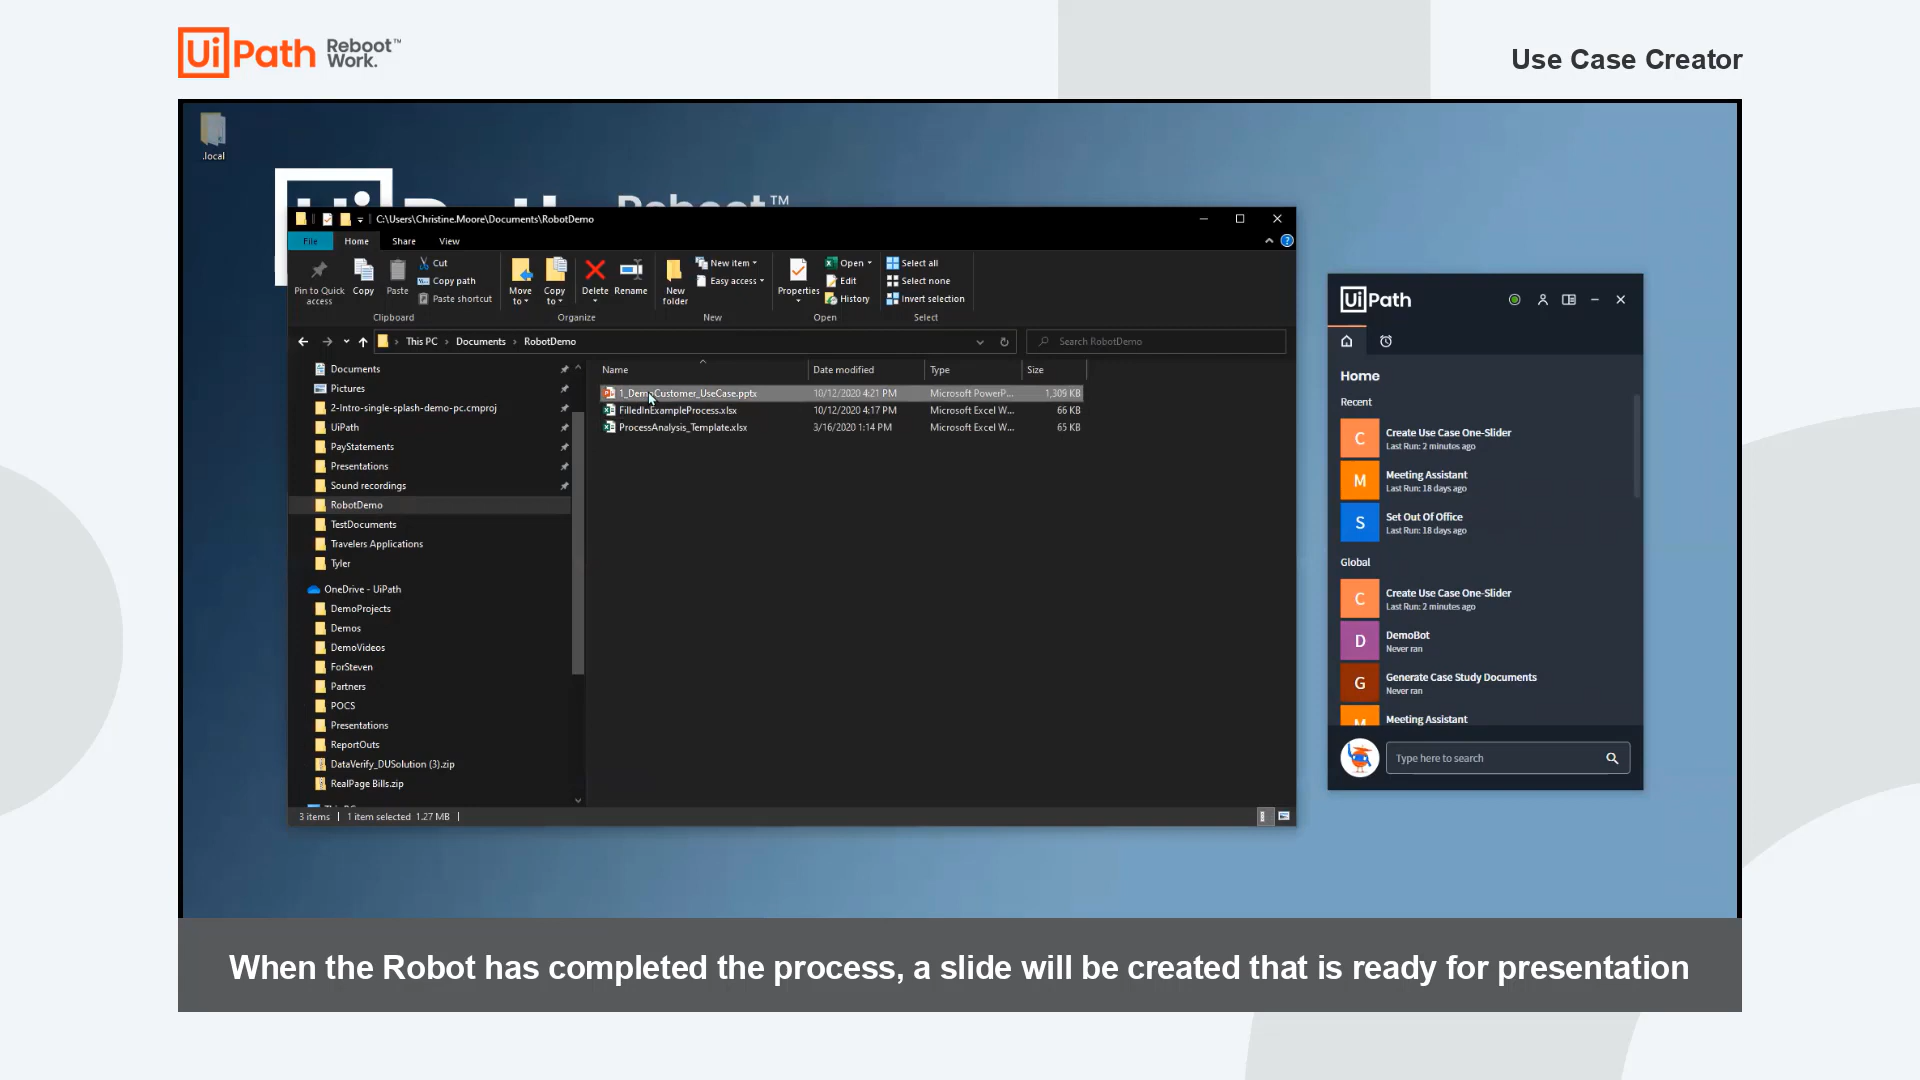 UiPath Reboot Work.™
Use Case Creator
.local
Reboot™
C:\Users\Christine.Moore\Documents\RobotDemo
File Home Share View
Pin to Quick access
Copy
Paste
Cut
Copy path
Paste shortcut
Clipboard
Move to
Copy to
Delete
Rename
Organize
New folder
New item
Easy access
New
Properties
Open
Edit
History
Open
Select all
Select none
Invert selection
Select
This PC > Documents > RobotDemo
Search RobotDemo
Documents
Pictures
2-Intro-single-splash-demo-pc.cmproj
UiPath
PayStatements
Presentations
Sound recordings
RobotDemo
TestDocuments
Travelers Applications
Tyler
OneDrive - UiPath
DemoProjects
Demos
DemoVideos
ForSteven
Partners
POCS
Presentations
ReportOuts
DataVerify_DUSolution (3).zip
RealPage Bills.zip
Name Date modified Type Size
1_DemoCustomer_UseCase.pptx 10/12/2020 4:21 PM Microsoft PowerP... 1,309 KB
FilledInExampleProcess.xlsx 10/12/2020 4:17 PM Microsoft Excel W... 66 KB
ProcessAnalysis_Template.xlsx 3/16/2020 1:14 PM Microsoft Excel W... 65 KB
3 items | 1 item selected 1.27 MB |
UiPath
Home
Recent
C Create Use Case One-Slider
Last Run: 2 minutes ago
M Meeting Assistant
Last Run: 18 days ago
S Set Out Of Office
Last Run: 18 days ago
Global
C Create Use Case One-Slider
Last Run: 2 minutes ago
D DemoBot
Never ran
G Generate Case Study Documents
Never ran
M Meeting Assistant
Type here to search
When the Robot has completed the process, a slide will be created that is ready for presentation